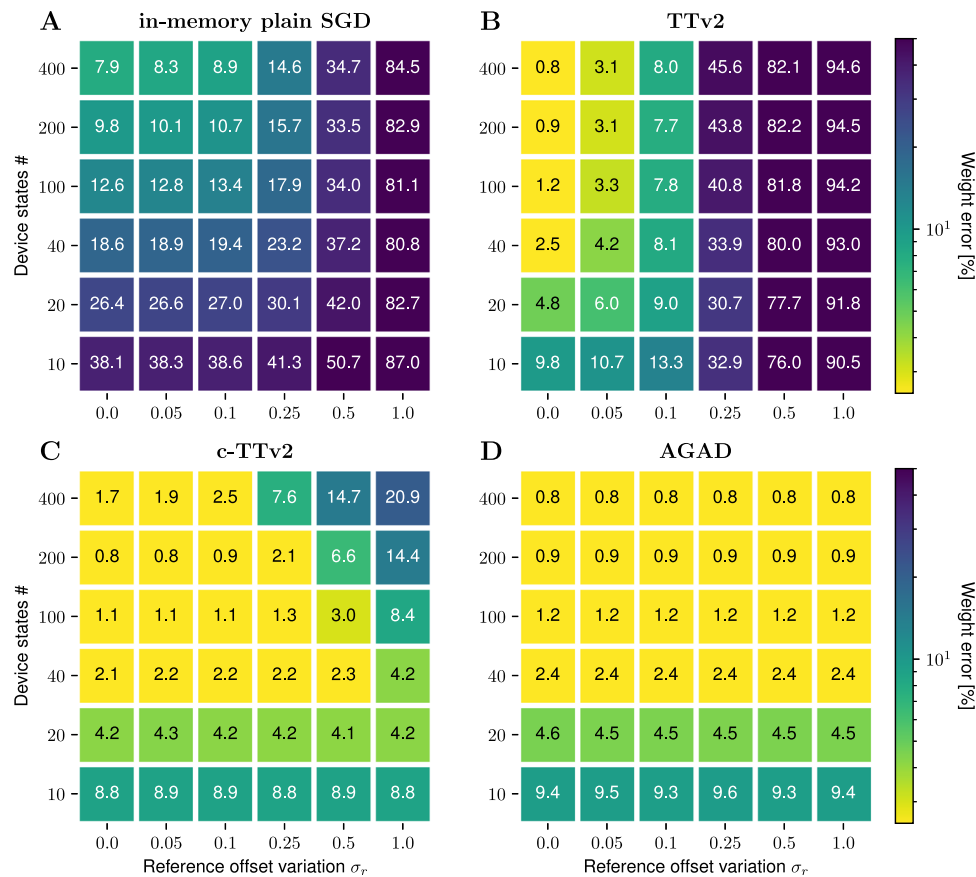 A
in-memory plain SGD
Device states #
400 7.9 8.3 8.9 14.6 34.7 84.5
200 9.8 10.1 10.7 15.7 33.5 82.9
100 12.6 12.8 13.4 17.9 34.0 81.1
40 18.6 18.9 19.4 23.2 37.2 80.8
20 26.4 26.6 27.0 30.1 42.0 82.7
10 38.1 38.3 38.6 41.3 50.7 87.0
0.0 0.05 0.1 0.25 0.5 1.0
B
TTv2
400 0.8 3.1 8.0 45.6 82.1 94.6
200 0.9 3.1 7.7 43.8 82.2 94.5
100 1.2 3.3 7.8 40.8 81.8 94.2
40 2.5 4.2 8.1 33.9 80.0 93.0
20 4.8 6.0 9.0 30.7 77.7 91.8
10 9.8 10.7 13.3 32.9 76.0 90.5
0.0 0.05 0.1 0.25 0.5 1.0
10¹
Weight error [%]
C
c-TTv2
Device states #
400 1.7 1.9 2.5 7.6 14.7 20.9
200 0.8 0.8 0.9 2.1 6.6 14.4
100 1.1 1.1 1.1 1.3 3.0 8.4
40 2.1 2.2 2.2 2.2 2.3 4.2
20 4.2 4.3 4.2 4.2 4.1 4.2
10 8.8 8.9 8.9 8.8 8.9 8.8
0.0 0.05 0.1 0.25 0.5 1.0
Reference offset variation σᵣ
D
AGAD
400 0.8 0.8 0.8 0.8 0.8 0.8
200 0.9 0.9 0.9 0.9 0.9 0.9
100 1.2 1.2 1.2 1.2 1.2 1.2
40 2.4 2.4 2.4 2.4 2.4 2.4
20 4.6 4.5 4.5 4.5 4.5 4.5
10 9.4 9.5 9.3 9.6 9.3 9.4
0.0 0.05 0.1 0.25 0.5 1.0
Reference offset variation σᵣ
10¹
Weight error [%]